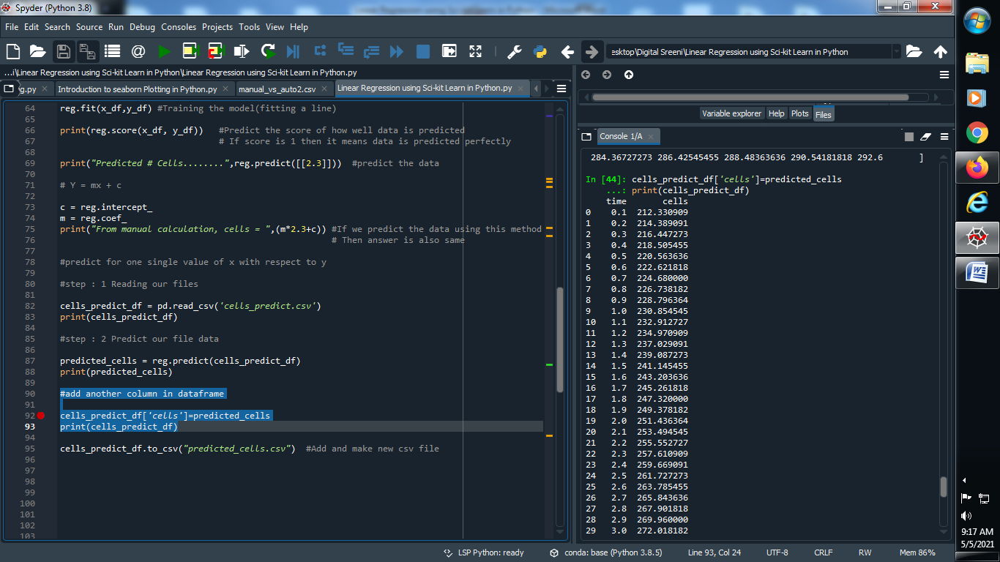 Spyder (Python 3.8)
File Edit Search Source Run Debug Consoles Projects Tools View Help
esktop\Digital Sreeni\Linear Regression using Sci-kit Learn in Python
...i\Linear Regression using Sci-kit Learn in Python\Linear Regression using Sci-kit Learn in Python.py
g.py Introduction to seaborn Plotting in Python.py manual_vs_auto2.csv Linear Regression using Sci-kit Learn in Python.py
64 reg.fit(x_df,y_df) #Training the model(fitting a line)
65
66 print(reg.score(x_df, y_df))   #Predict the score of how well data is predicted
67 # If score is 1 then it means data is predicted perfectly
68
69 print("Predicted # Cells........",reg.predict([[2.3]]))  #predict the data
70
71 # Y = mx + c
72
73 c = reg.intercept_
74 m = reg.coef_
75 print("From manual calculation, cells = ",(m*2.3+c)) #If we predict the data using this method
76 # Then answer is also same
77
78 #predict for one single value of x with respect to y
79
80 #step : 1 Reading our files
81
82 cells_predict_df = pd.read_csv('cells_predict.csv')
83 print(cells_predict_df)
84
85 #step : 2 Predict our file data
86
87 predicted_cells = reg.predict(cells_predict_df)
88 print(predicted_cells)
89
90 #add another column in dataframe
91
92 cells_predict_df['cells']=predicted_cells
93 print(cells_predict_df)
94
95 cells_predict_df.to_csv("predicted_cells.csv")  #Add and make new csv file
96
97
98
99
100
101
102
103
Variable explorer Help Plots Files
Console 1/A
284.36727273 286.42545455 288.48363636 290.54181818 292.6 ]
In [44]: cells_predict_df['cells']=predicted_cells
...: print(cells_predict_df)
time cells
0 0.1 212.330909
1 0.2 214.389091
2 0.3 216.447273
3 0.4 218.505455
4 0.5 220.563636
5 0.6 222.621818
6 0.7 224.680000
7 0.8 226.738182
8 0.9 228.796364
9 1.0 230.854545
10 1.1 232.912727
11 1.2 234.970909
12 1.3 237.029091
13 1.4 239.087273
14 1.5 241.145455
15 1.6 243.203636
16 1.7 245.261818
17 1.8 247.320000
18 1.9 249.378182
19 2.0 251.436364
20 2.1 253.494545
21 2.2 255.552727
22 2.3 257.610909
23 2.4 259.669091
24 2.5 261.727273
25 2.6 263.785455
26 2.7 265.843636
27 2.8 267.901818
28 2.9 269.960000
29 3.0 272.018182
LSP Python: ready conda: base (Python 3.8.5) Line 93, Col 24 UTF-8 CRLF RW Mem 86%
9:17 AM
5/5/2021